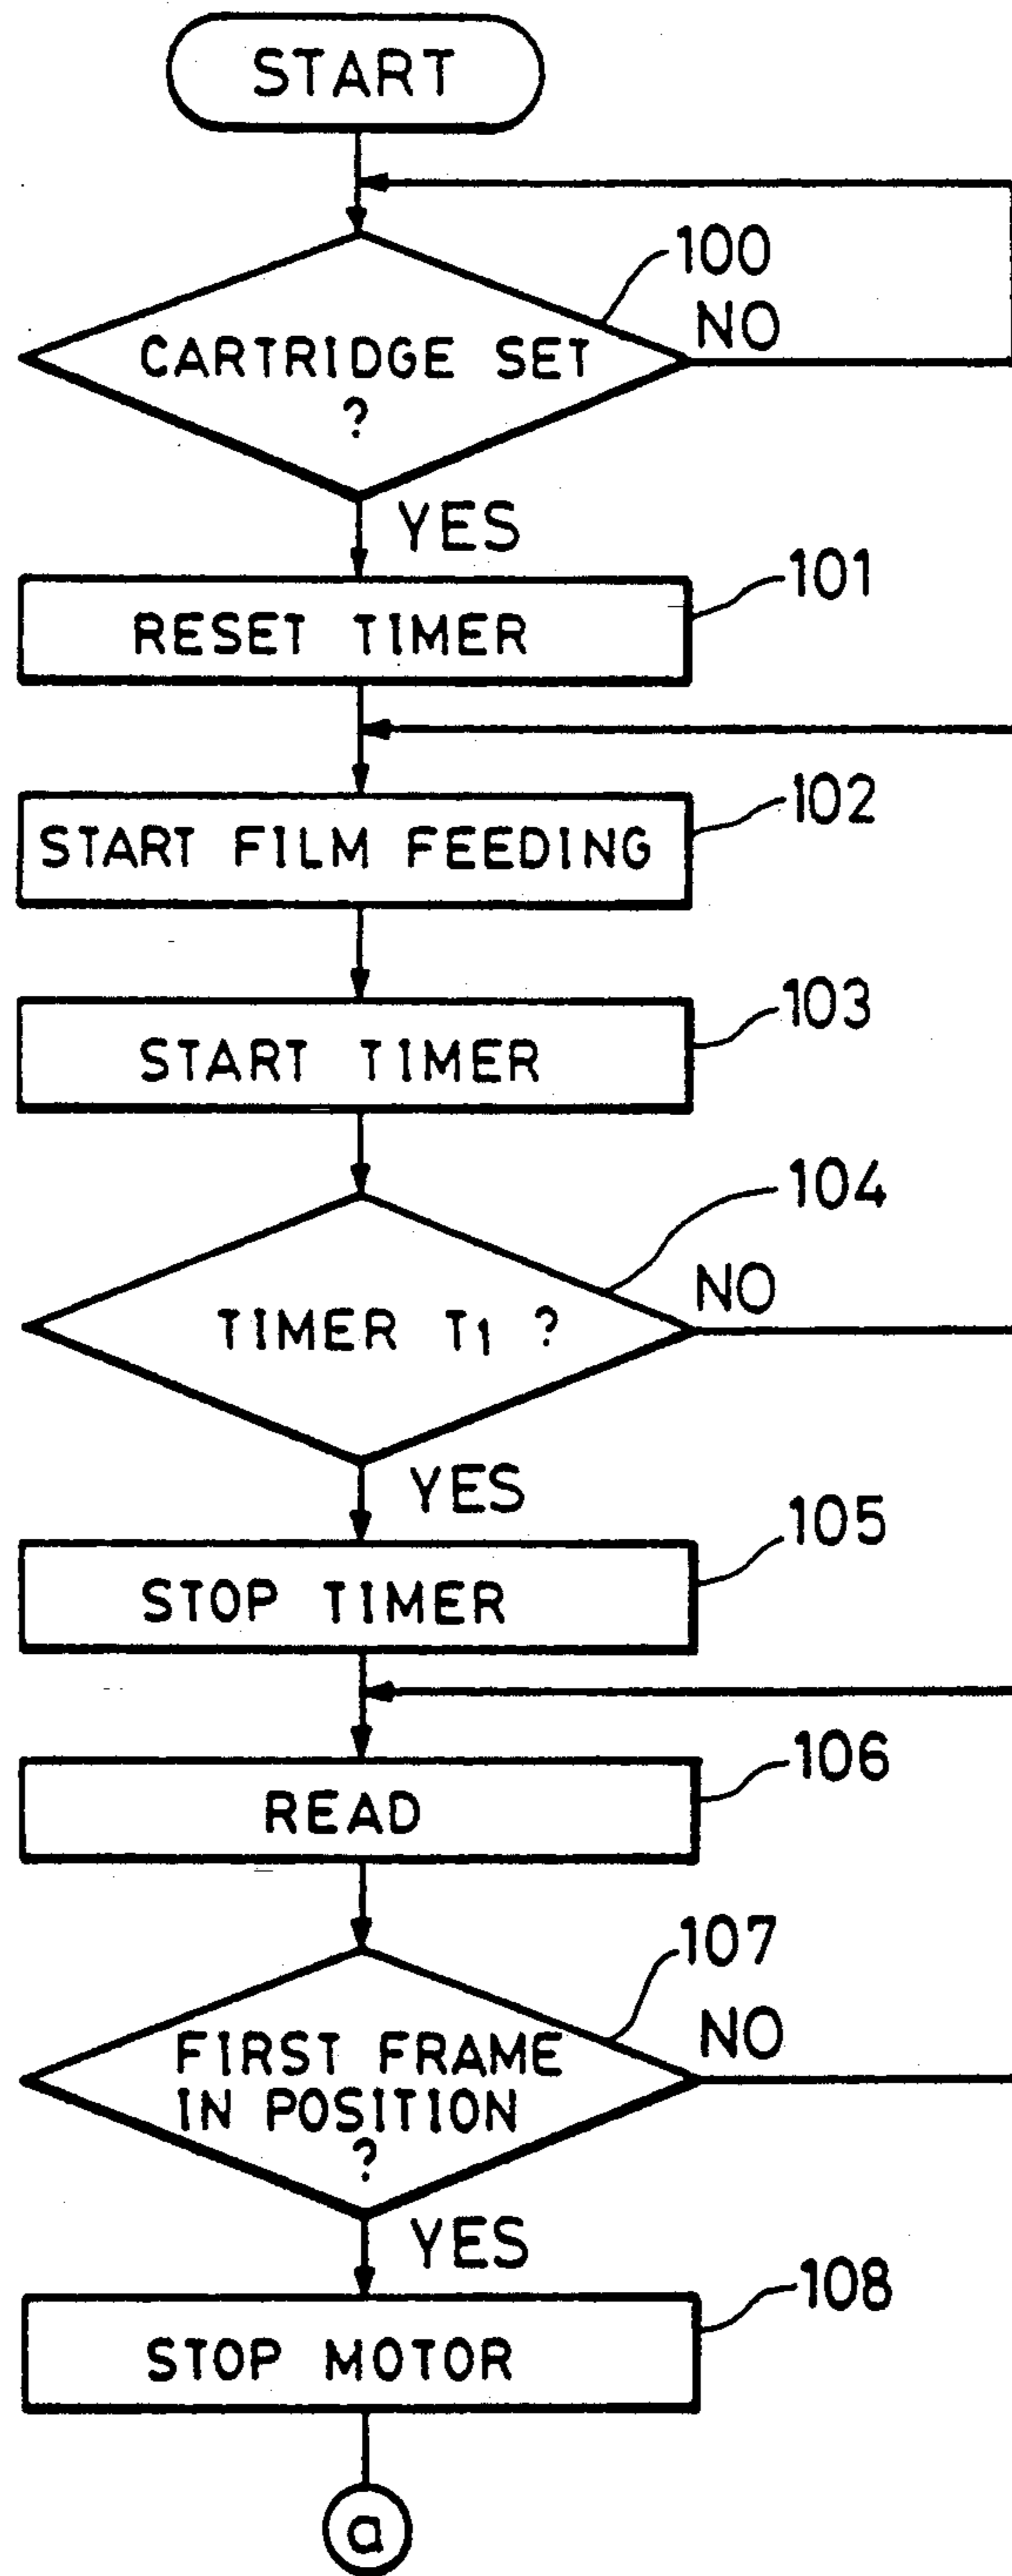 START
100
NO
CARTRIDGE SET
?
YES
101
RESET TIMER
102
START FILM FEEDING
103
START TIMER
104
NO
TIMER T1 ?
YES
105
STOP TIMER
106
READ
107
NO
FIRST FRAME
IN POSITION
?
YES
108
STOP MOTOR
a